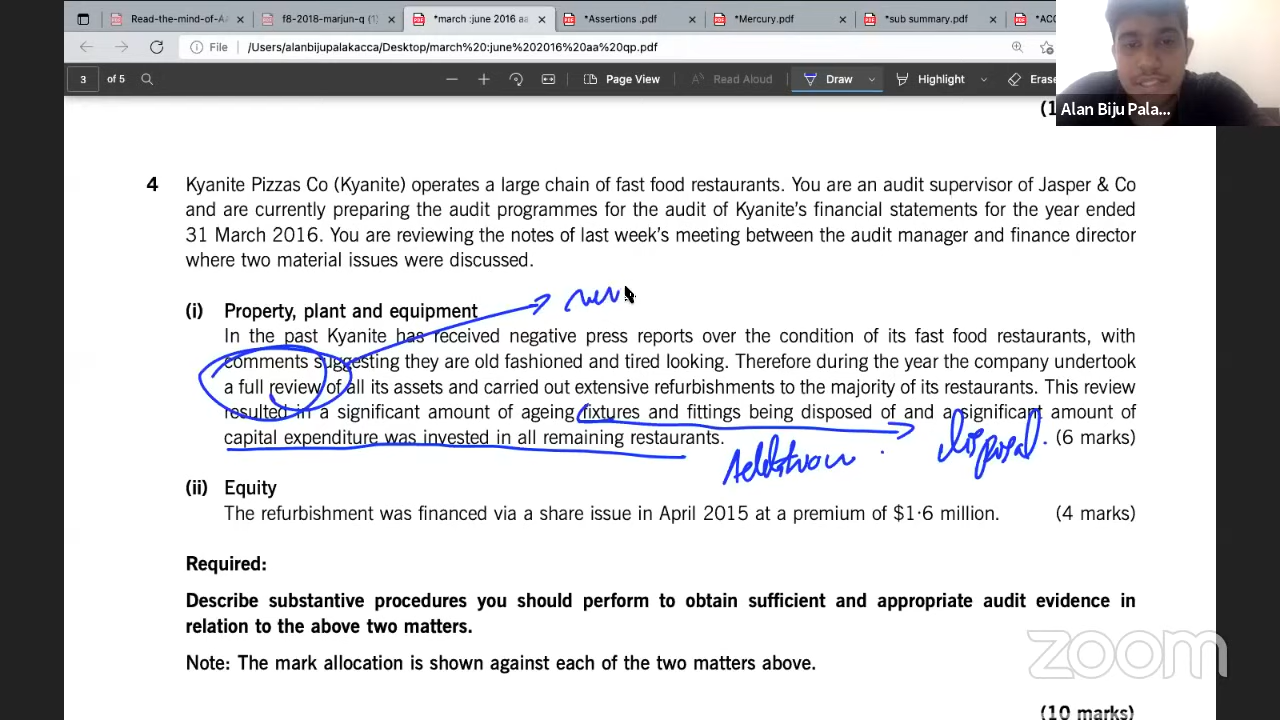 Read-the-mind-of-A
f8-2018-marjun-q (1)
*march :june 2016 aa
*Assertions .pdf
*Mercury.pdf
*sub summary.pdf
*ACC
File /Users/alanbijupalakacca/Desktop/march%20:june%202016%20aa%20qp.pdf
3 of 5
Page View
Read Aloud
Draw
Highlight
Erase
Alan Biju Pala...
(1
4 Kyanite Pizzas Co (Kyanite) operates a large chain of fast food restaurants. You are an audit supervisor of Jasper & Co
and are currently preparing the audit programmes for the audit of Kyanite's financial statements for the year ended
31 March 2016. You are reviewing the notes of last week's meeting between the audit manager and finance director
where two material issues were discussed.
(i) Property, plant and equipment
In the past Kyanite has received negative press reports over the condition of its fast food restaurants, with
comments suggesting they are old fashioned and tired looking. Therefore during the year the company undertook
a full review of all its assets and carried out extensive refurbishments to the majority of its restaurants. This review
resulted in a significant amount of ageing fixtures and fittings being disposed of and a significant amount of
capital expenditure was invested in all remaining restaurants. (6 marks)
Addition
Disposal
(ii) Equity
The refurbishment was financed via a share issue in April 2015 at a premium of $1·6 million. (4 marks)
Required:
Describe substantive procedures you should perform to obtain sufficient and appropriate audit evidence in
relation to the above two matters.
Note: The mark allocation is shown against each of the two matters above.
zoom
(10 marks)